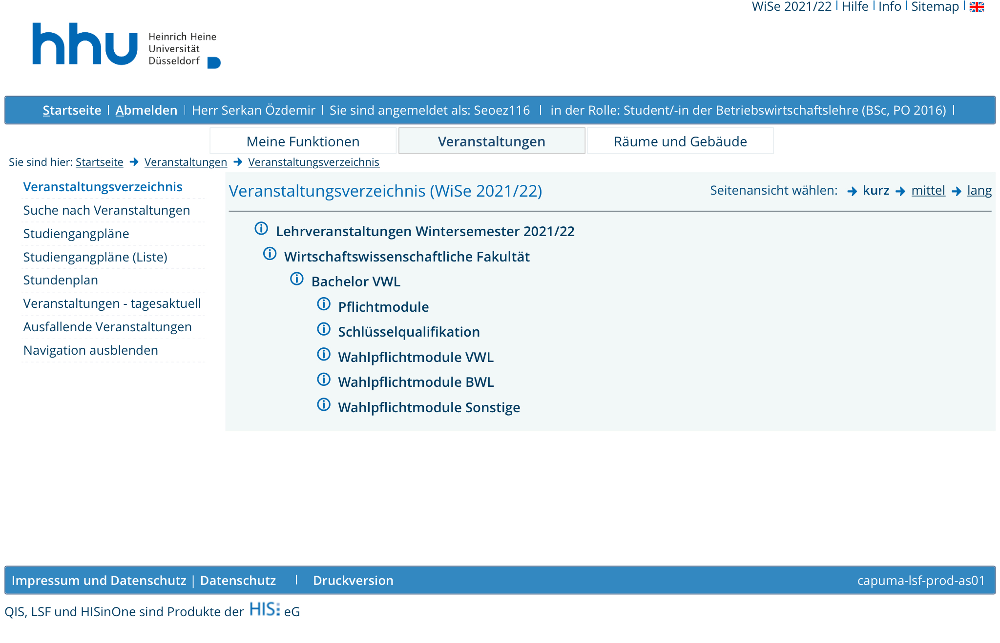 WiSe 2021/22 | Hilfe | Info | Sitemap |
hhu Heinrich Heine
Universität
Düsseldorf
Startseite | Abmelden | Herr Serkan Özdemir | Sie sind angemeldet als: Seoez116 | in der Rolle: Student/-in der Betriebswirtschaftslehre (BSc, PO 2016) |
Meine Funktionen Veranstaltungen Räume und Gebäude
Sie sind hier: Startseite → Veranstaltungen → Veranstaltungsverzeichnis
Veranstaltungsverzeichnis
Suche nach Veranstaltungen
Studiengangpläne
Studiengangpläne (Liste)
Stundenplan
Veranstaltungen - tagesaktuell
Ausfallende Veranstaltungen
Navigation ausblenden
Veranstaltungsverzeichnis (WiSe 2021/22) Seitenansicht wählen: → kurz → mittel → lang
Lehrveranstaltungen Wintersemester 2021/22
Wirtschaftswissenschaftliche Fakultät
Bachelor VWL
Pflichtmodule
Schlüsselqualifikation
Wahlpflichtmodule VWL
Wahlpflichtmodule BWL
Wahlpflichtmodule Sonstige
Impressum und Datenschutz | Datenschutz | Druckversion capuma-lsf-prod-as01
QIS, LSF und HISinOne sind Produkte der HIS eG